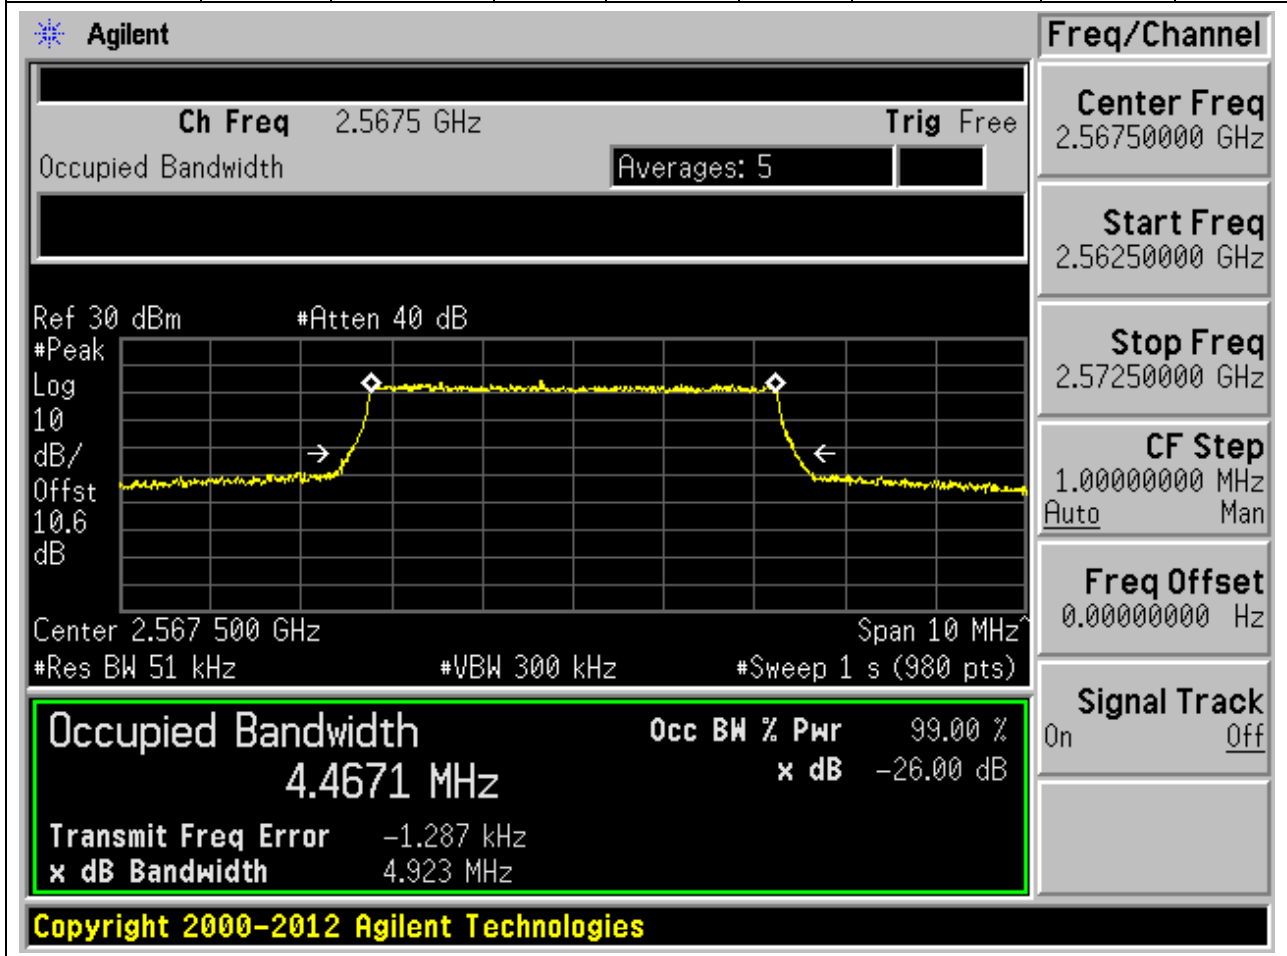 Agilent
Freq/Channel
Ch Freq 2.5675 GHz Trig Free
Occupied Bandwidth Averages: 5
Center Freq
2.56750000 GHz
Start Freq
2.56250000 GHz
Stop Freq
2.57250000 GHz
CF Step
1.00000000 MHz
Auto Man
Freq Offset
0.00000000 Hz
Signal Track
On Off
Ref 30 dBm #Atten 40 dB
#Peak
Log
10
dB/
Offst
10.6
dB
Center 2.567 500 GHz Span 10 MHz^
#Res BW 51 kHz #VBW 300 kHz #Sweep 1 s (980 pts)
Occupied Bandwidth Occ BW % Pwr 99.00 %
4.4671 MHz x dB -26.00 dB
Transmit Freq Error -1.287 kHz
x dB Bandwidth 4.923 MHz
Copyright 2000-2012 Agilent Technologies